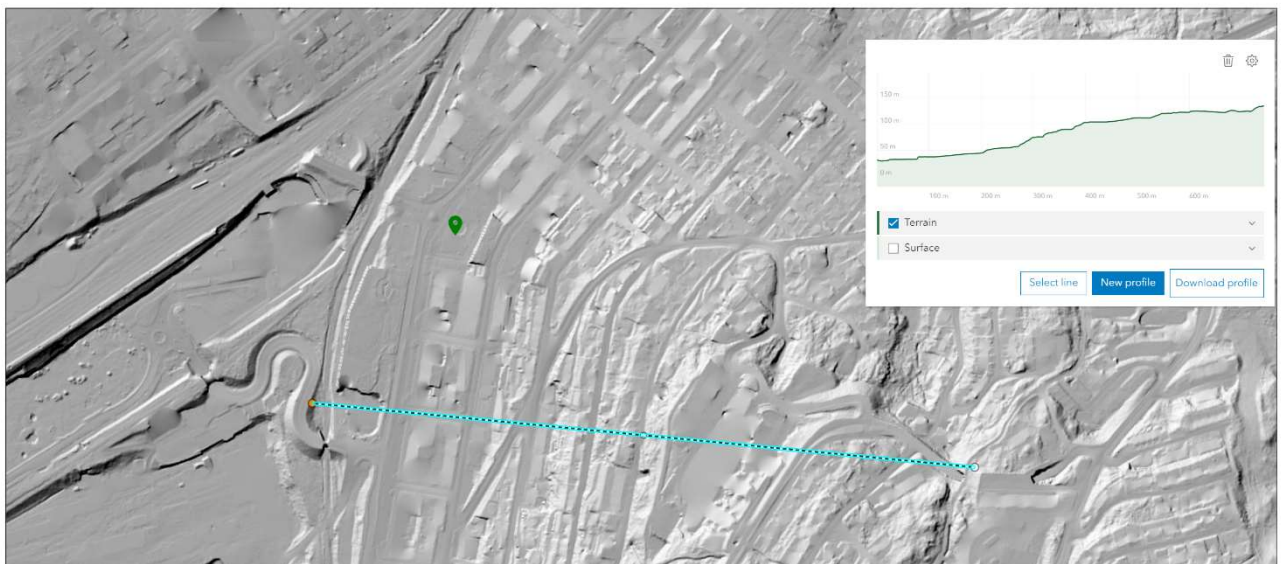 150 m
100 m
50 m
0 m
100 m 200 m 300 m 400 m 500 m 600 m
Terrain
Surface
Select line New profile Download profile